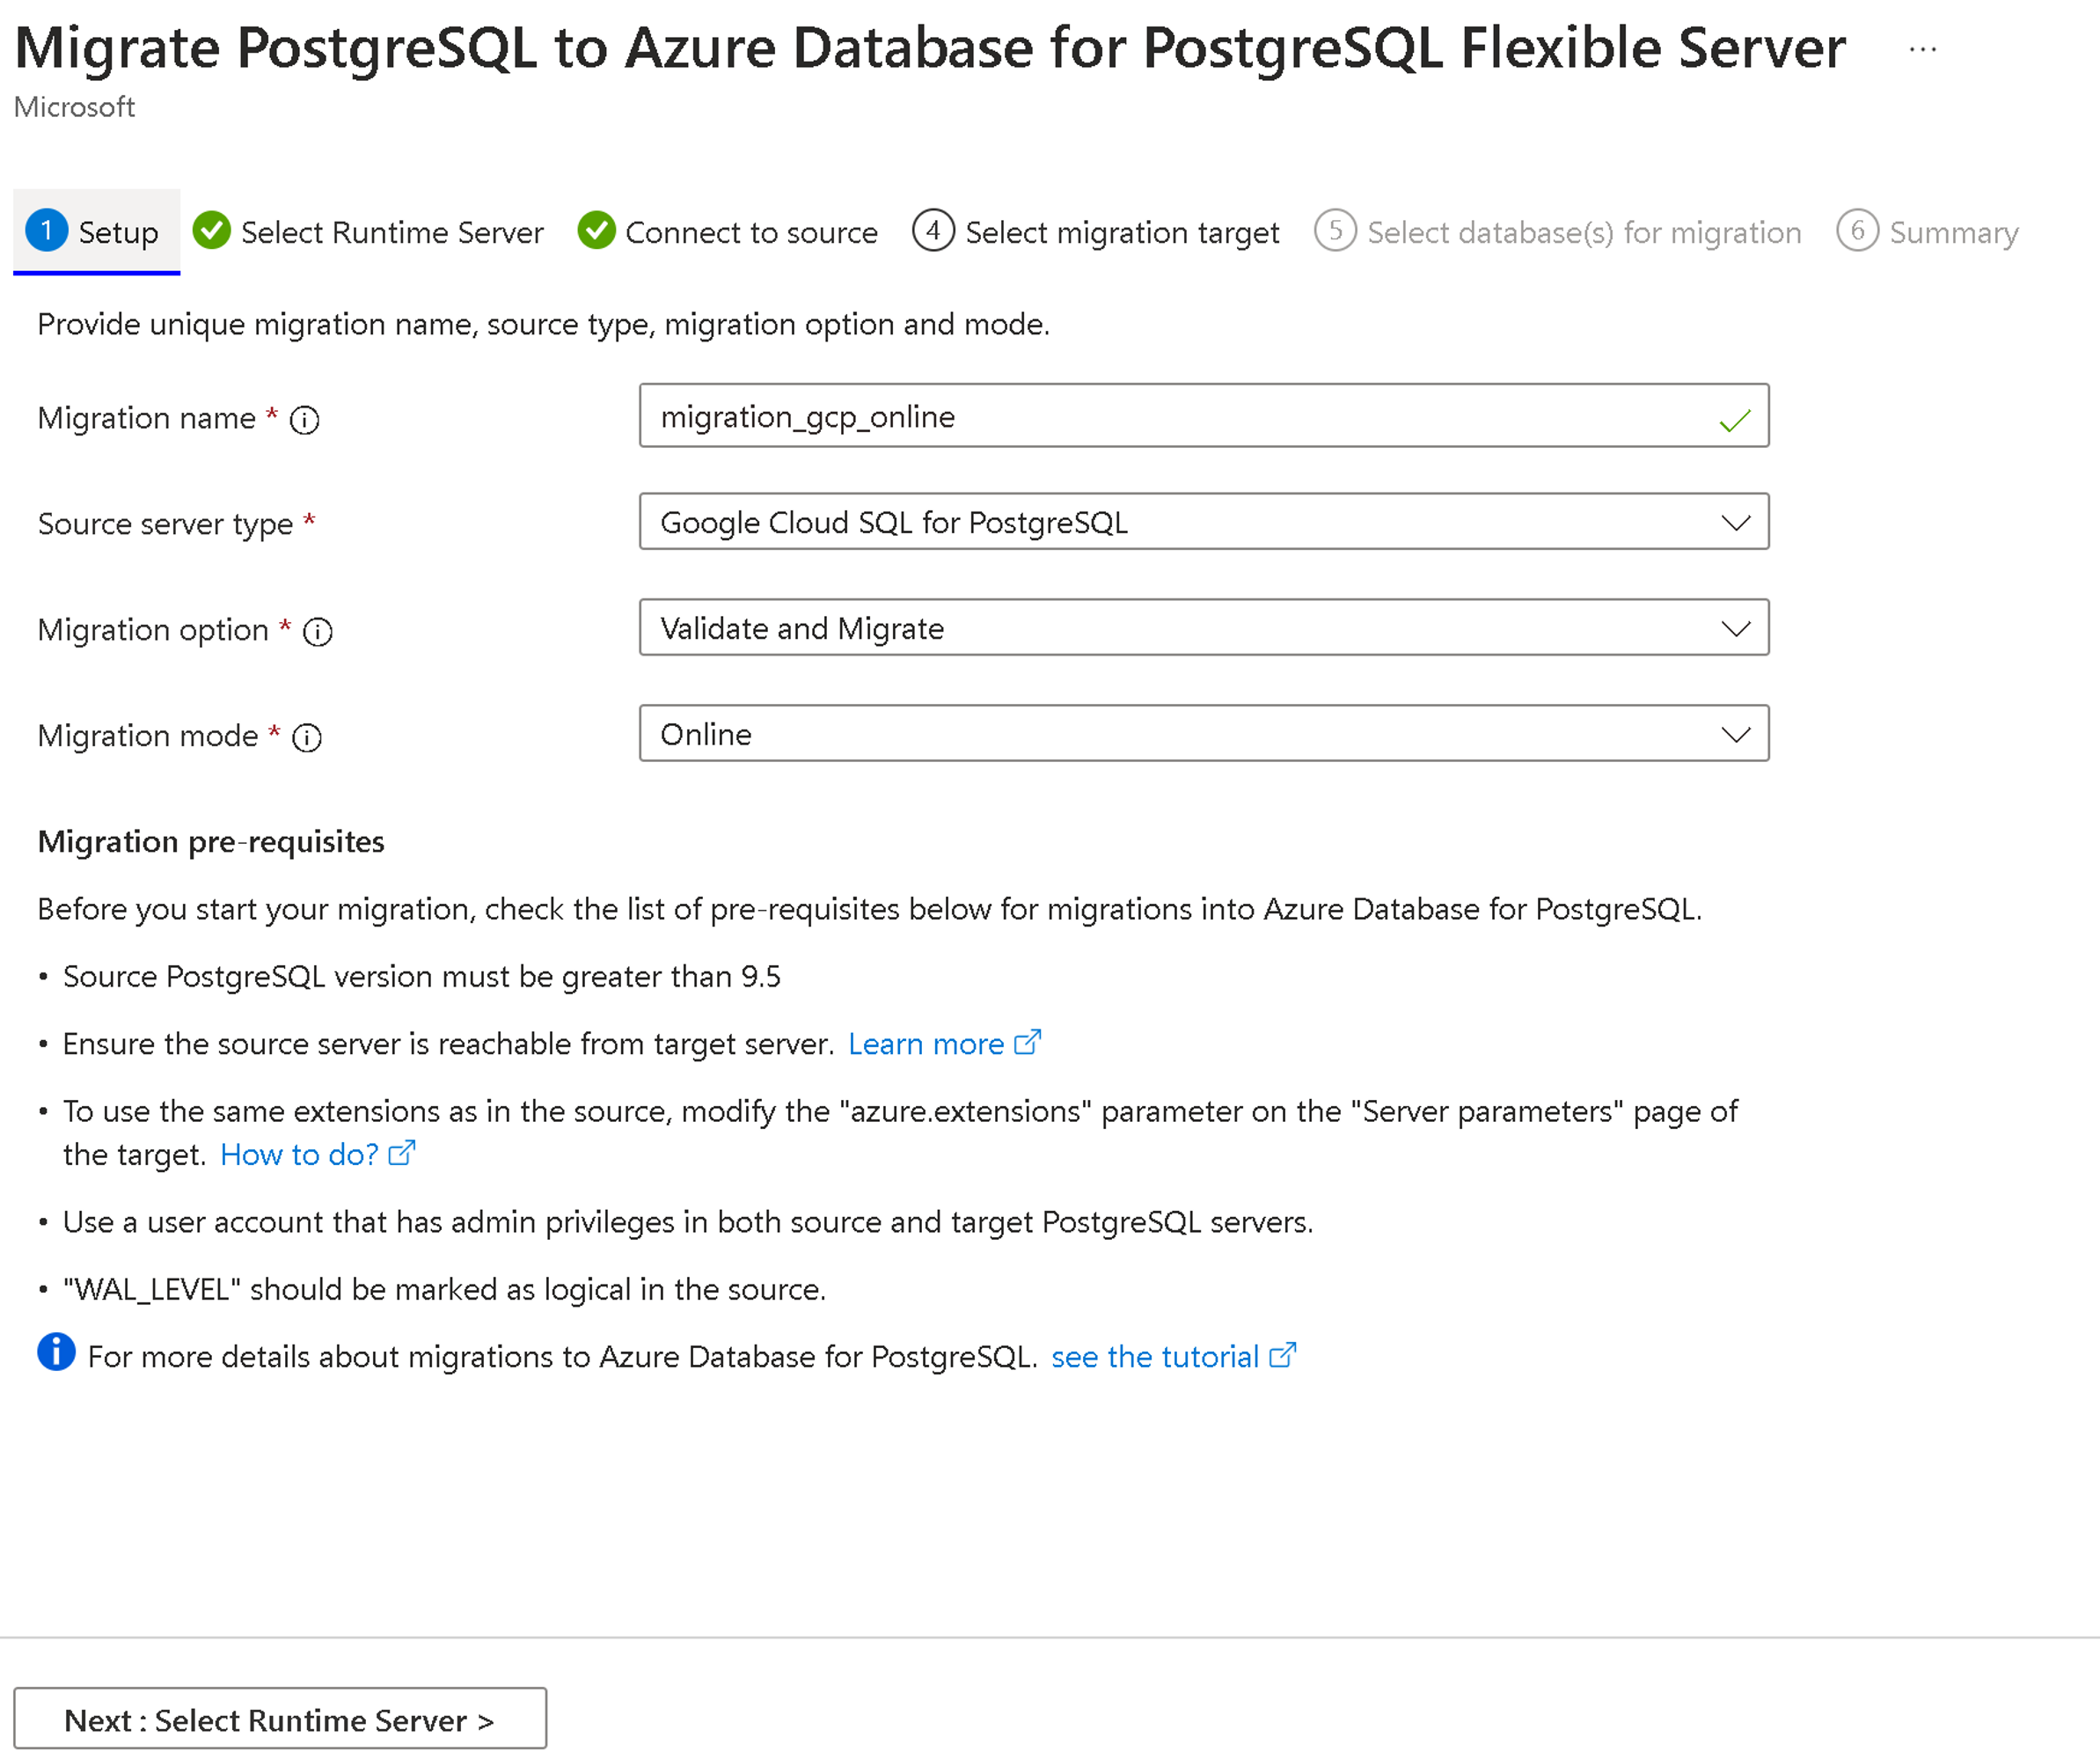 Migrate PostgreSQL to Azure Database for PostgreSQL Flexible Server ...
Microsoft
1 Setup Select Runtime Server Connect to source 4 Select migration target 5 Select database(s) for migration 6 Summary
Provide unique migration name, source type, migration option and mode.
Migration name * migration_gcp_online
Source server type * Google Cloud SQL for PostgreSQL
Migration option * Validate and Migrate
Migration mode * Online
Migration pre-requisites
Before you start your migration, check the list of pre-requisites below for migrations into Azure Database for PostgreSQL.
• Source PostgreSQL version must be greater than 9.5
• Ensure the source server is reachable from target server. Learn more
• To use the same extensions as in the source, modify the "azure.extensions" parameter on the "Server parameters" page of
the target. How to do?
• Use a user account that has admin privileges in both source and target PostgreSQL servers.
• "WAL_LEVEL" should be marked as logical in the source.
For more details about migrations to Azure Database for PostgreSQL. see the tutorial
Next : Select Runtime Server >